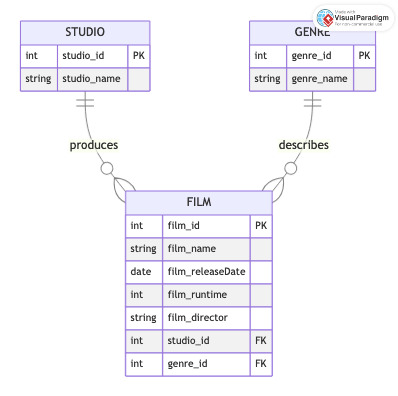 Made with
Visual Paradigm
For non-commercial use
STUDIO
int studio_id PK
string studio_name
GENRE
int genre_id PK
string genre_name
produces
describes
FILM
int film_id PK
string film_name
date film_releaseDate
int film_runtime
string film_director
int studio_id FK
int genre_id FK